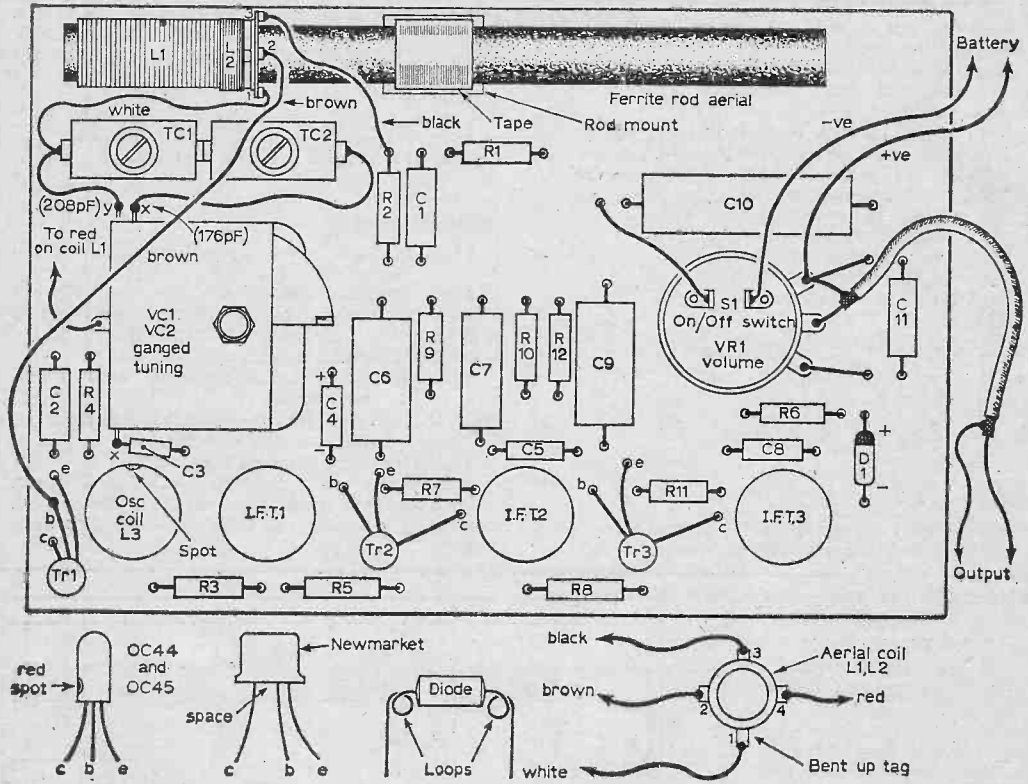 L1
L2
3
2
1
brown
white
black
Tape
Rod mount
Ferrite rod aerial
Battery
-ve
+ve
TC1
TC2
R1
R2
C1
C10
(208pF) y
x
(176pF)
To red
on coil L1
brown
VC1.
VC2
ganged
tuning
S1
On/Off switch
VR1
volume
C11
C2
R4
+
C4
-
C6
R9
C7
R10
R12
C9
R6
C8
+
D1
-
x
C3
C5
e
b
c
Tr1
Osc
coil
L3
Spot
I.F.T.1
b
e
R7
c
Tr2
I.F.T.2
b
e
R11
c
Tr3
I.F.T.3
R3
R5
R8
Output
red
spot
OC44
and
OC45
c b e
Newmarket
space
c b e
Diode
Loops
black
3
Aerial coil
L1,L2
brown
2
4
red
1
white
Bent up tag